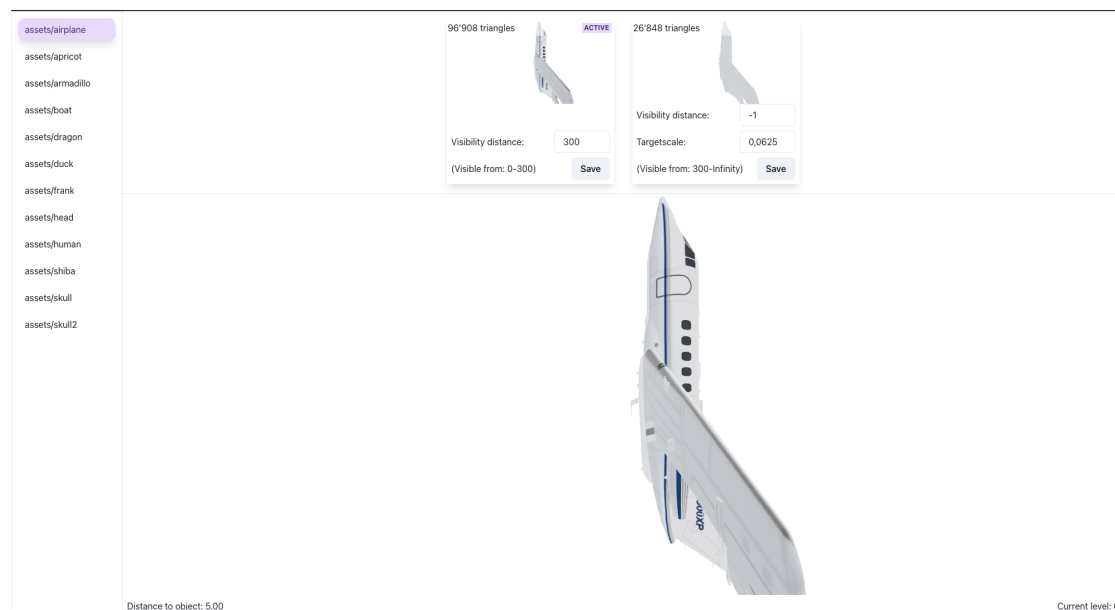 assets/airplane
assets/apricot
assets/armadillo
assets/boat
assets/dragon
assets/duck
assets/frank
assets/head
assets/human
assets/shiba
assets/skull
assets/skull2
96’908 triangles ACTIVE
Visibility distance: 300
(Visible from: 0-300) Save
26’848 triangles
Visibility distance: -1
Targetscale: 0,0625
(Visible from: 300-Infinity) Save
Distance to object: 5.00
Current level: